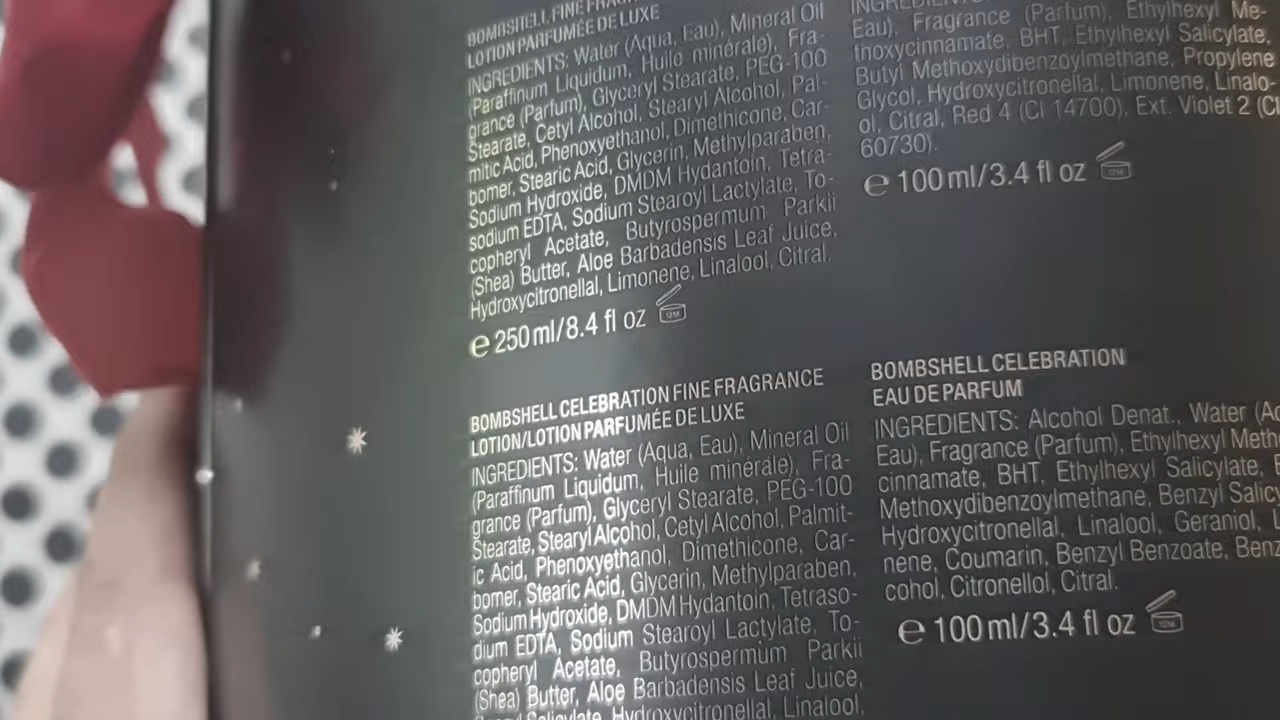 BOMBSHELL FINE
LOTION PARFUMÉE DE LUXE
INGREDIENTS: Water (Aqua, Eau), Mineral Oil
(Paraffinum Liquidum, Huile minérale), Fra-
grance (Parfum), Glyceryl Stearate, PEG-100
Stearate, Cetyl Alcohol, Stearyl Alcohol, Pal-
mitic Acid, Phenoxyethanol, Dimethicone, Car-
bomer, Stearic Acid, Glycerin, Methylparaben,
Sodium Hydroxide, DMDM Hydantoin, Tetra-
sodium EDTA, Sodium Stearoyl Lactylate, To-
copheryl Acetate, Butyrospermum Parkii
(Shea) Butter, Aloe Barbadensis Leaf Juice,
Hydroxycitronellal, Limonene, Linalool, Citral.
e 250 ml/8.4 fl oz 12M
Eau), Fragrance (Parfum), Ethylhexyl Me-
thoxycinnamate, BHT, Ethylhexyl Salicylate,
Butyl Methoxydibenzoylmethane, Propylene
Glycol, Hydroxycitronellal, Limonene, Linalo-
ol, Citral, Red 4 (CI 14700), Ext. Violet 2 (CI
60730).
e 100 ml/3.4 fl oz 12M
BOMBSHELL CELEBRATION FINE FRAGRANCE
LOTION/LOTION PARFUMÉE DE LUXE
INGREDIENTS: Water (Aqua, Eau), Mineral Oil
(Paraffinum Liquidum, Huile minérale), Fra-
grance (Parfum), Glyceryl Stearate, PEG-100
Stearate, Stearyl Alcohol, Cetyl Alcohol, Palmit-
ic Acid, Phenoxyethanol, Dimethicone, Car-
bomer, Stearic Acid, Glycerin, Methylparaben,
Sodium Hydroxide, DMDM Hydantoin, Tetraso-
dium EDTA, Sodium Stearoyl Lactylate, To-
copheryl Acetate, Butyrospermum Parkii
(Shea) Butter, Aloe Barbadensis Leaf Juice,
Salicylate, Hydroxycitronellal, Linalool,
BOMBSHELL CELEBRATION
EAU DE PARFUM
INGREDIENTS: Alcohol Denat., Water (Aq
Eau), Fragrance (Parfum), Ethylhexyl Meth
cinnamate, BHT, Ethylhexyl Salicylate,
Methoxydibenzoylmethane, Benzyl Salicy
Hydroxycitronellal, Linalool, Geraniol,
nene, Coumarin, Benzyl Benzoate, Benz
cohol, Citronellol, Citral.
e 100 ml/3.4 fl oz 12M